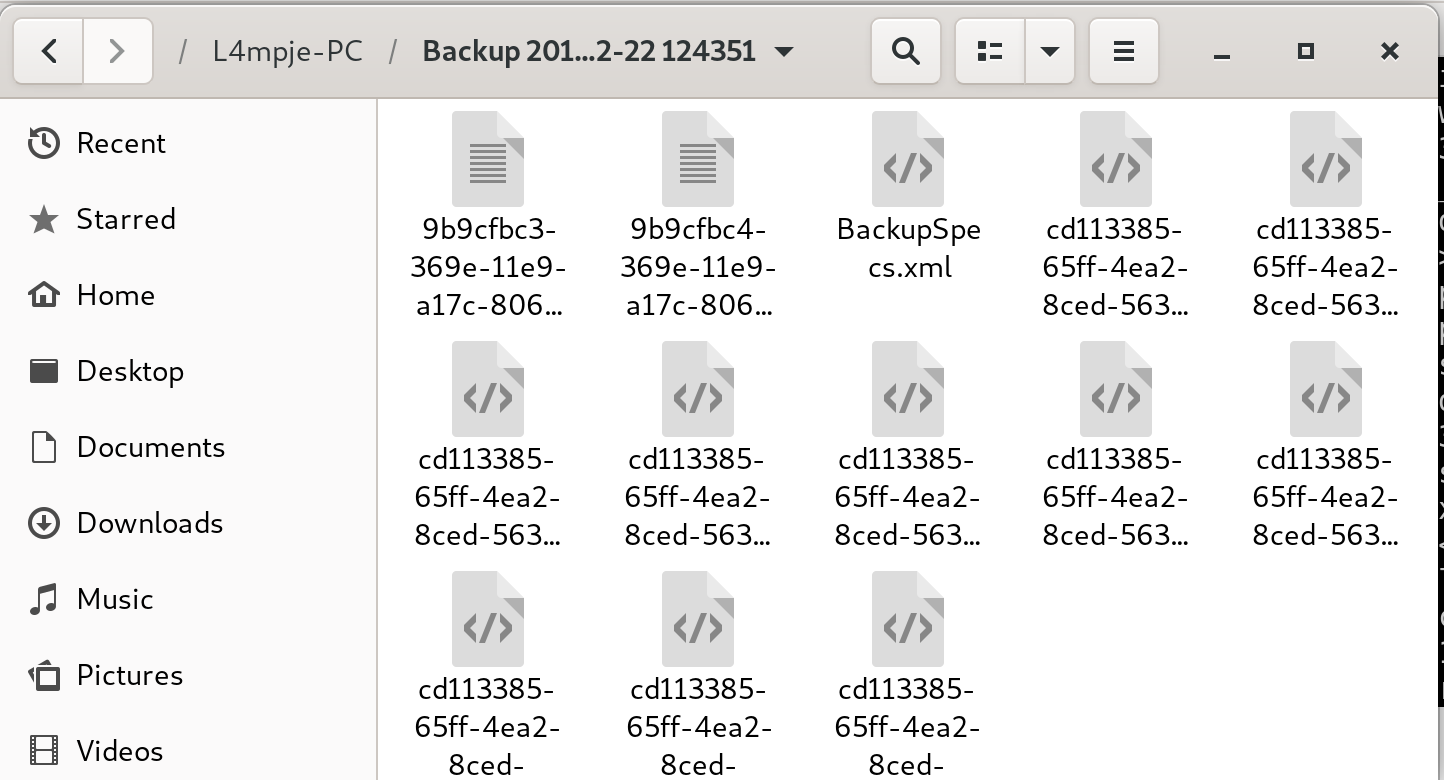 / L4mpje-PC / Backup 201...2-22 124351
Recent
Starred
Home
Desktop
Documents
Downloads
Music
Pictures
Videos
9b9cfbc3-
369e-11e9-
a17c-806...
9b9cfbc4-
369e-11e9-
a17c-806...
BackupSpe
cs.xml
cd113385-
65ff-4ea2-
8ced-563...
cd113385-
65ff-4ea2-
8ced-563...
cd113385-
65ff-4ea2-
8ced-563...
cd113385-
65ff-4ea2-
8ced-563...
cd113385-
65ff-4ea2-
8ced-563...
cd113385-
65ff-4ea2-
8ced-563...
cd113385-
65ff-4ea2-
8ced-563...
cd113385-
65ff-4ea2-
8ced-
cd113385-
65ff-4ea2-
8ced-
cd113385-
65ff-4ea2-
8ced-